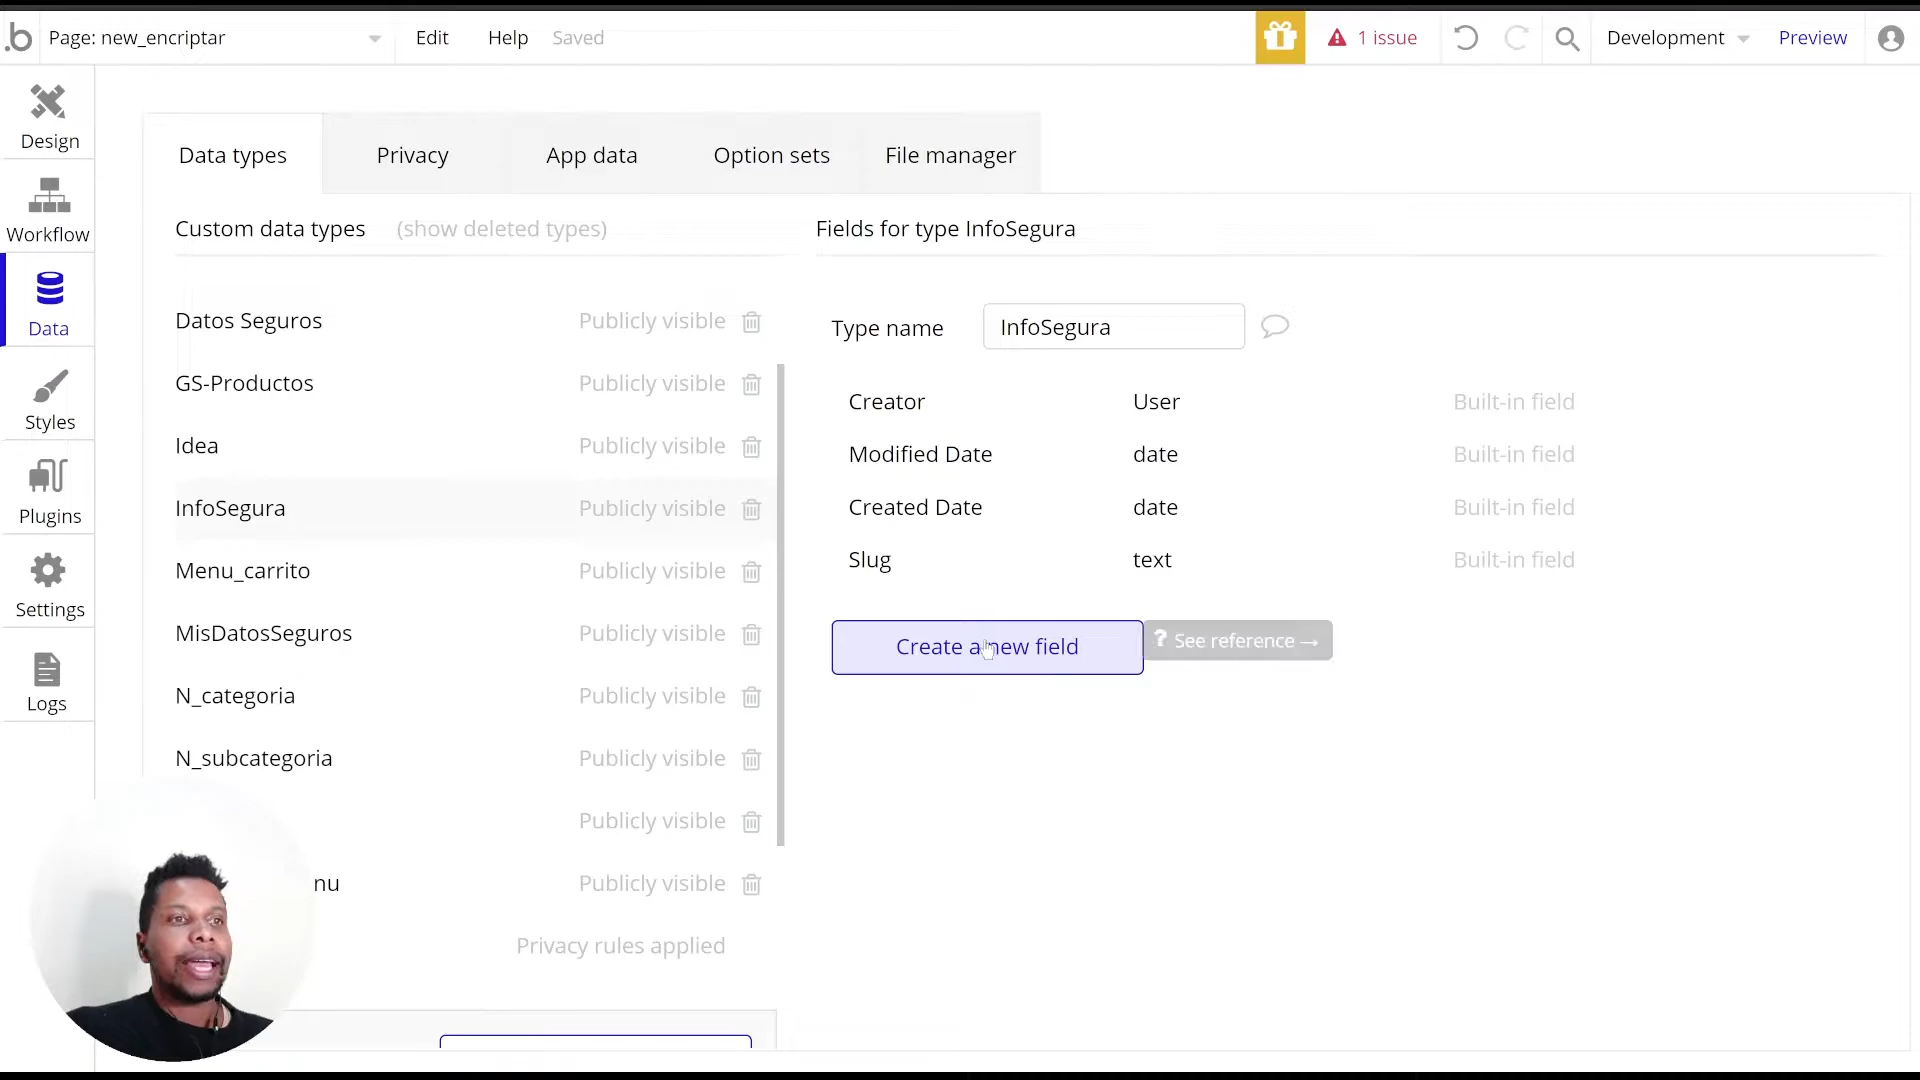 .b Page: new_encriptar Edit Help Saved 1 issue Development Preview
Design
Workflow
Data
Styles
Plugins
Settings
Logs
Data types Privacy App data Option sets File manager
Custom data types (show deleted types)
Datos Seguros Publicly visible
GS-Productos Publicly visible
Idea Publicly visible
InfoSegura Publicly visible
Menu_carrito Publicly visible
MisDatosSeguros Publicly visible
N_categoria Publicly visible
N_subcategoria Publicly visible
Publicly visible
nu Publicly visible
Privacy rules applied
Fields for type InfoSegura
Type name InfoSegura
Creator User Built-in field
Modified Date date Built-in field
Created Date date Built-in field
Slug text Built-in field
Create a new field ? See reference →